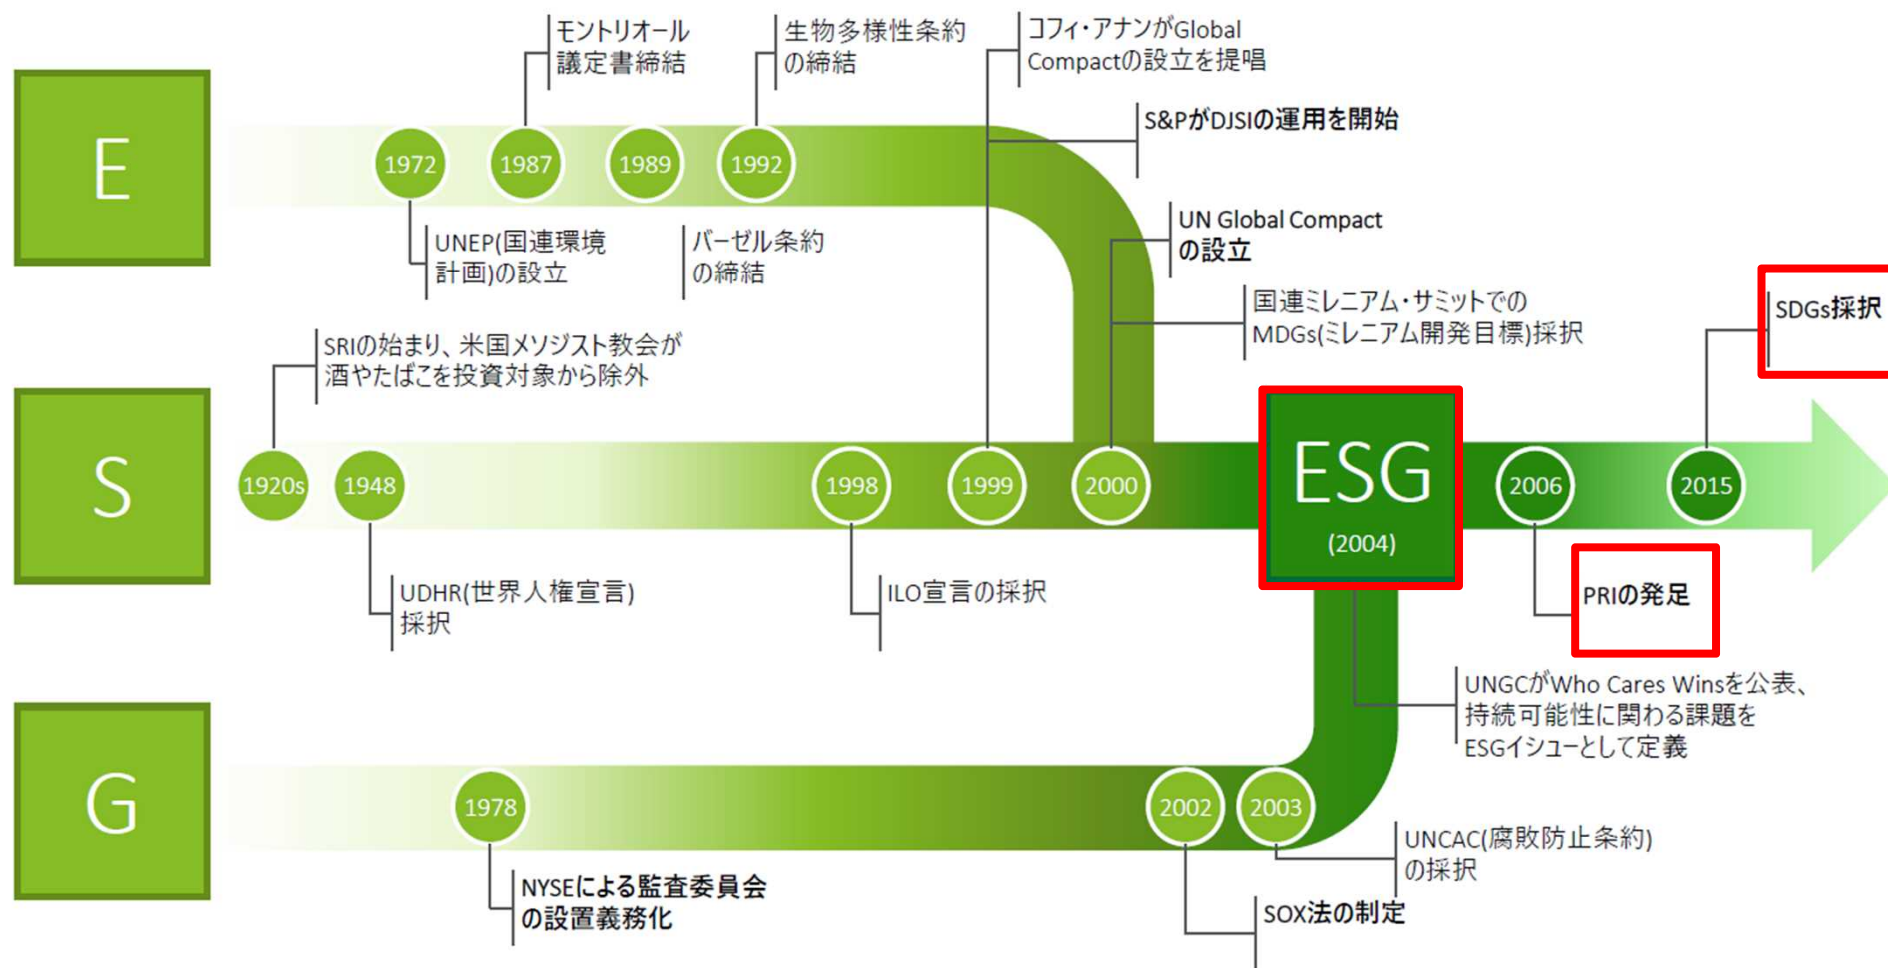 モントリオール
議定書締結
生物多様性条約
の締結
コフィ・アナンがGlobal
Compactの設立を提唱
S&PがDJSIの運用を開始
E
1972
1987
1989
1992
UNEP(国連環境
計画)の設立
バーゼル条約
の締結
UN Global Compact
の設立
国連ミレニアム・サミットでの
MDGs(ミレニアム開発目標)採択
SDGs採択
SRIの始まり、米国メソジスト教会が
酒やたばこを投資対象から除外
S
1920s
1948
1998
1999
2000
ESG
(2004)
2006
2015
UDHR(世界人権宣言)
採択
ILO宣言の採択
PRIの発足
UNGCがWho Cares Winsを公表、
持続可能性に関わる課題を
ESGイシューとして定義
G
1978
2002
2003
NYSEによる監査委員会
の設置義務化
UNCAC(腐敗防止条約)
の採択
SOX法の制定